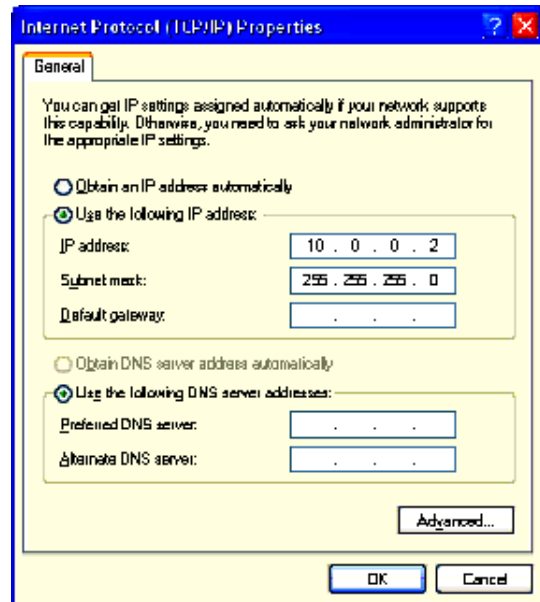 Internet Protocol (TCP/IP) Properties
General
You can get IP settings assigned automatically if your network supports
this capability. Otherwise, you need to ask your network administrator for
the appropriate IP settings.
Obtain an IP address automatically
Use the following IP address:
IP address: 10 . 0 . 0 . 2
Subnet mask: 255 . 255 . 255 . 0
Default gateway: . . .
Obtain DNS server address automatically
Use the following DNS server addresses:
Preferred DNS server: . . .
Alternate DNS server: . . .
Advanced...
OK Cancel